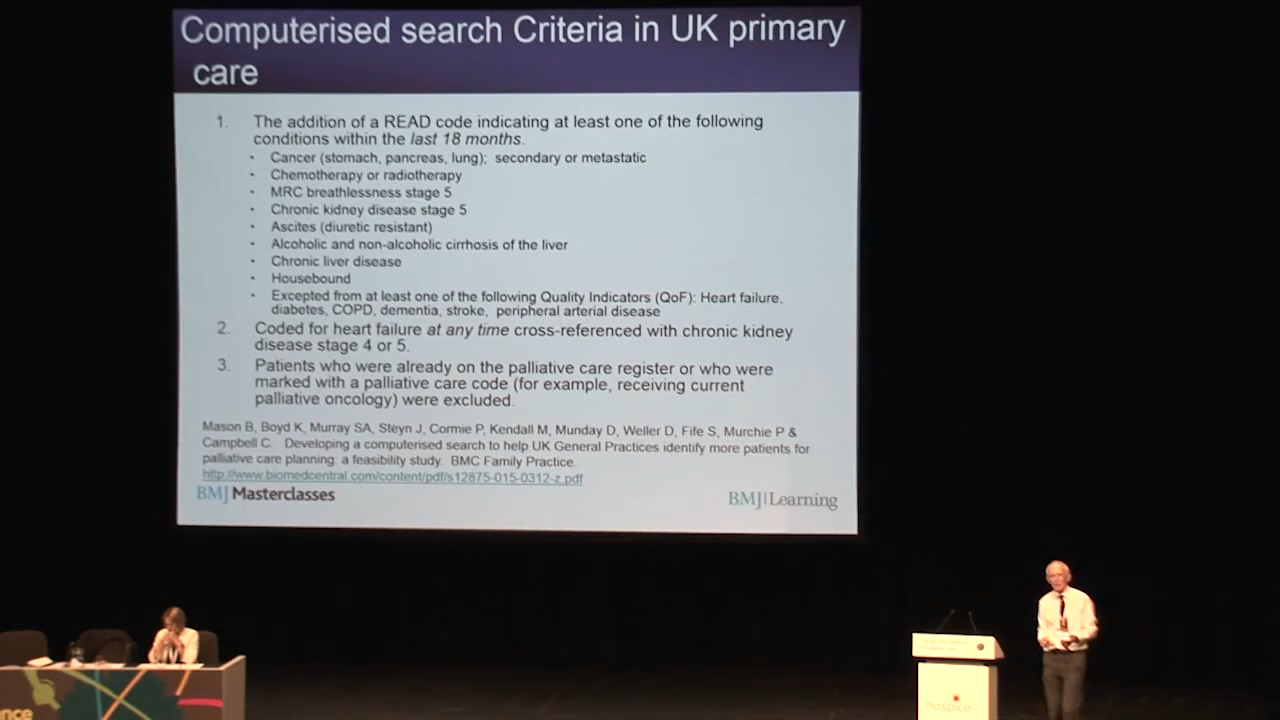 Computerised search Criteria in UK primary
care
1. The addition of a READ code indicating at least one of the following
conditions within the last 18 months.
• Cancer (stomach, pancreas, lung); secondary or metastatic
• Chemotherapy or radiotherapy
• MRC breathlessness stage 5
• Chronic kidney disease stage 5
• Ascites (diuretic resistant)
• Alcoholic and non-alcoholic cirrhosis of the liver
• Chronic liver disease
• Housebound
• Excepted from at least one of the following Quality Indicators (QoF): Heart failure,
diabetes, COPD, dementia, stroke, peripheral arterial disease
2. Coded for heart failure at any time cross-referenced with chronic kidney
disease stage 4 or 5.
3. Patients who were already on the palliative care register or who were
marked with a palliative care code (for example, receiving current
palliative oncology) were excluded.
Mason B, Boyd K, Murray SA, Steyn J, Cormie P, Kendall M, Munday D, Weller D, Fife S, Murchie P &
Campbell C. Developing a computerised search to help UK General Practices identify more patients for
palliative care planning: a feasibility study. BMC Family Practice.
http://www.biomedcentral.com/content/pdf/s12875-015-0312-z.pdf
BMJ Masterclasses
BMJ Learning
hospice
nce